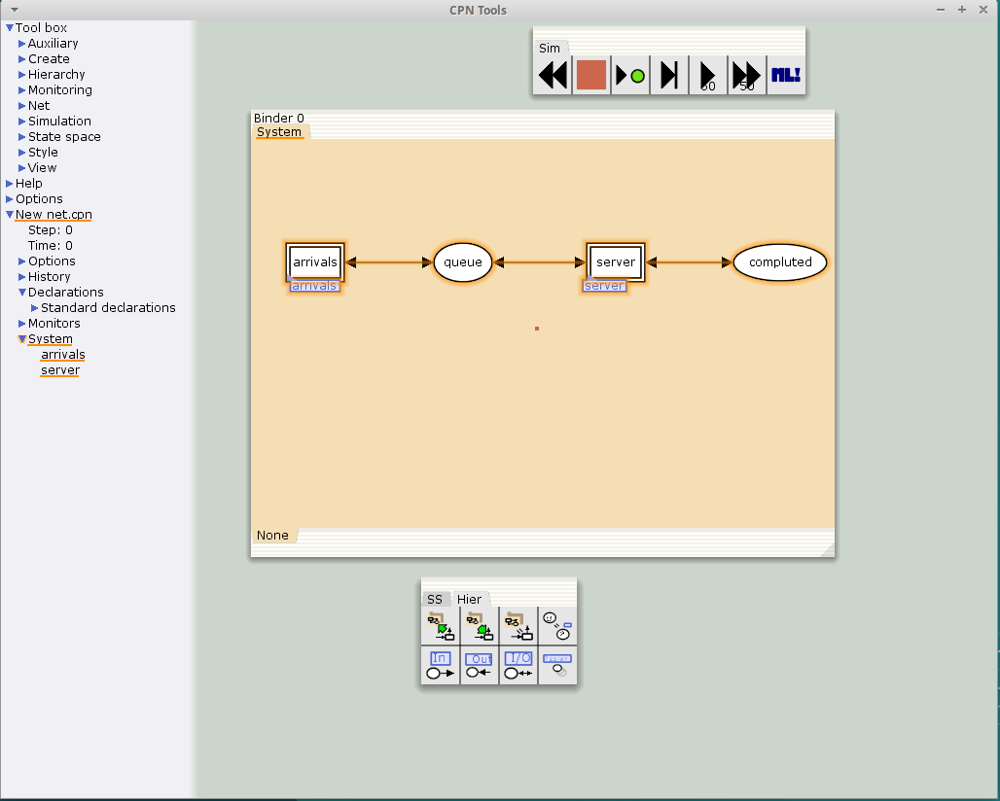 CPN Tools
Tool box
Auxiliary
Create
Hierarchy
Monitoring
Net
Simulation
State space
Style
View
Help
Options
New net.cpn
Step: 0
Time: 0
Options
History
Declarations
Standard declarations
Monitors
System
arrivals
server
Sim
50
ML!
Binder 0
System
arrivals
queue
server
completed
arrivals
server
None
SS
Hier
In
Out
I/O